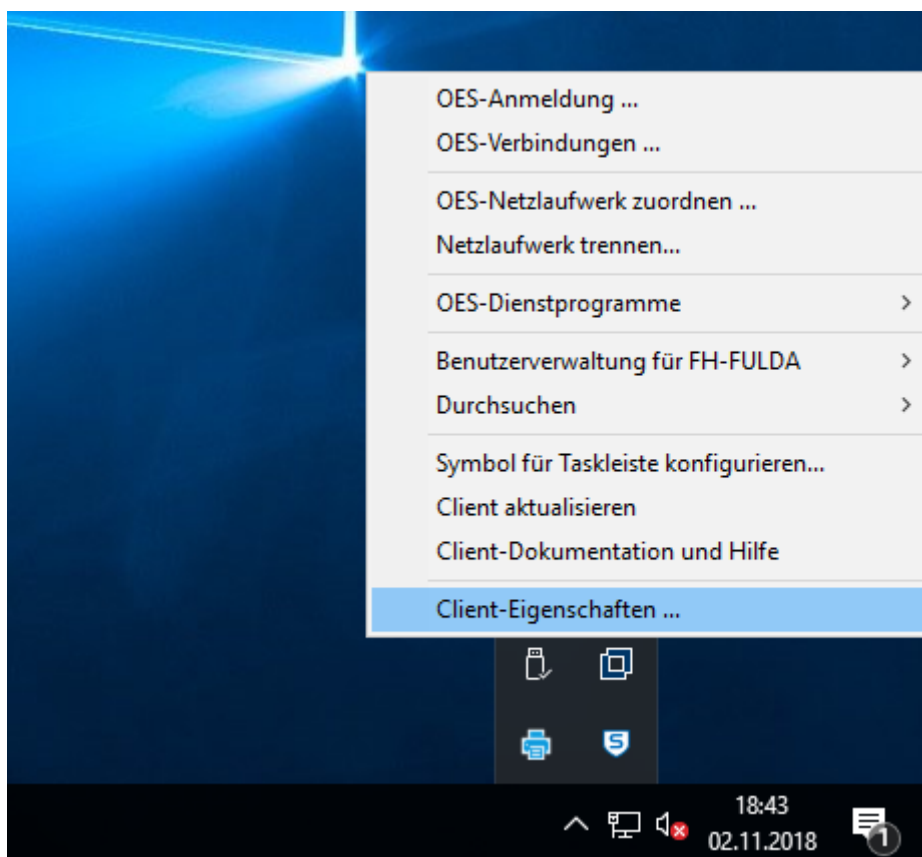 OES-Anmeldung ...
OES-Verbindungen ...
OES-Netzlaufwerk zuordnen ...
Netzlaufwerk trennen...
OES-Dienstprogramme
Benutzerverwaltung für FH-FULDA
Durchsuchen
Symbol für Taskleiste konfigurieren...
Client aktualisieren
Client-Dokumentation und Hilfe
Client-Eigenschaften ...
S
18:43
02.11.2018
1